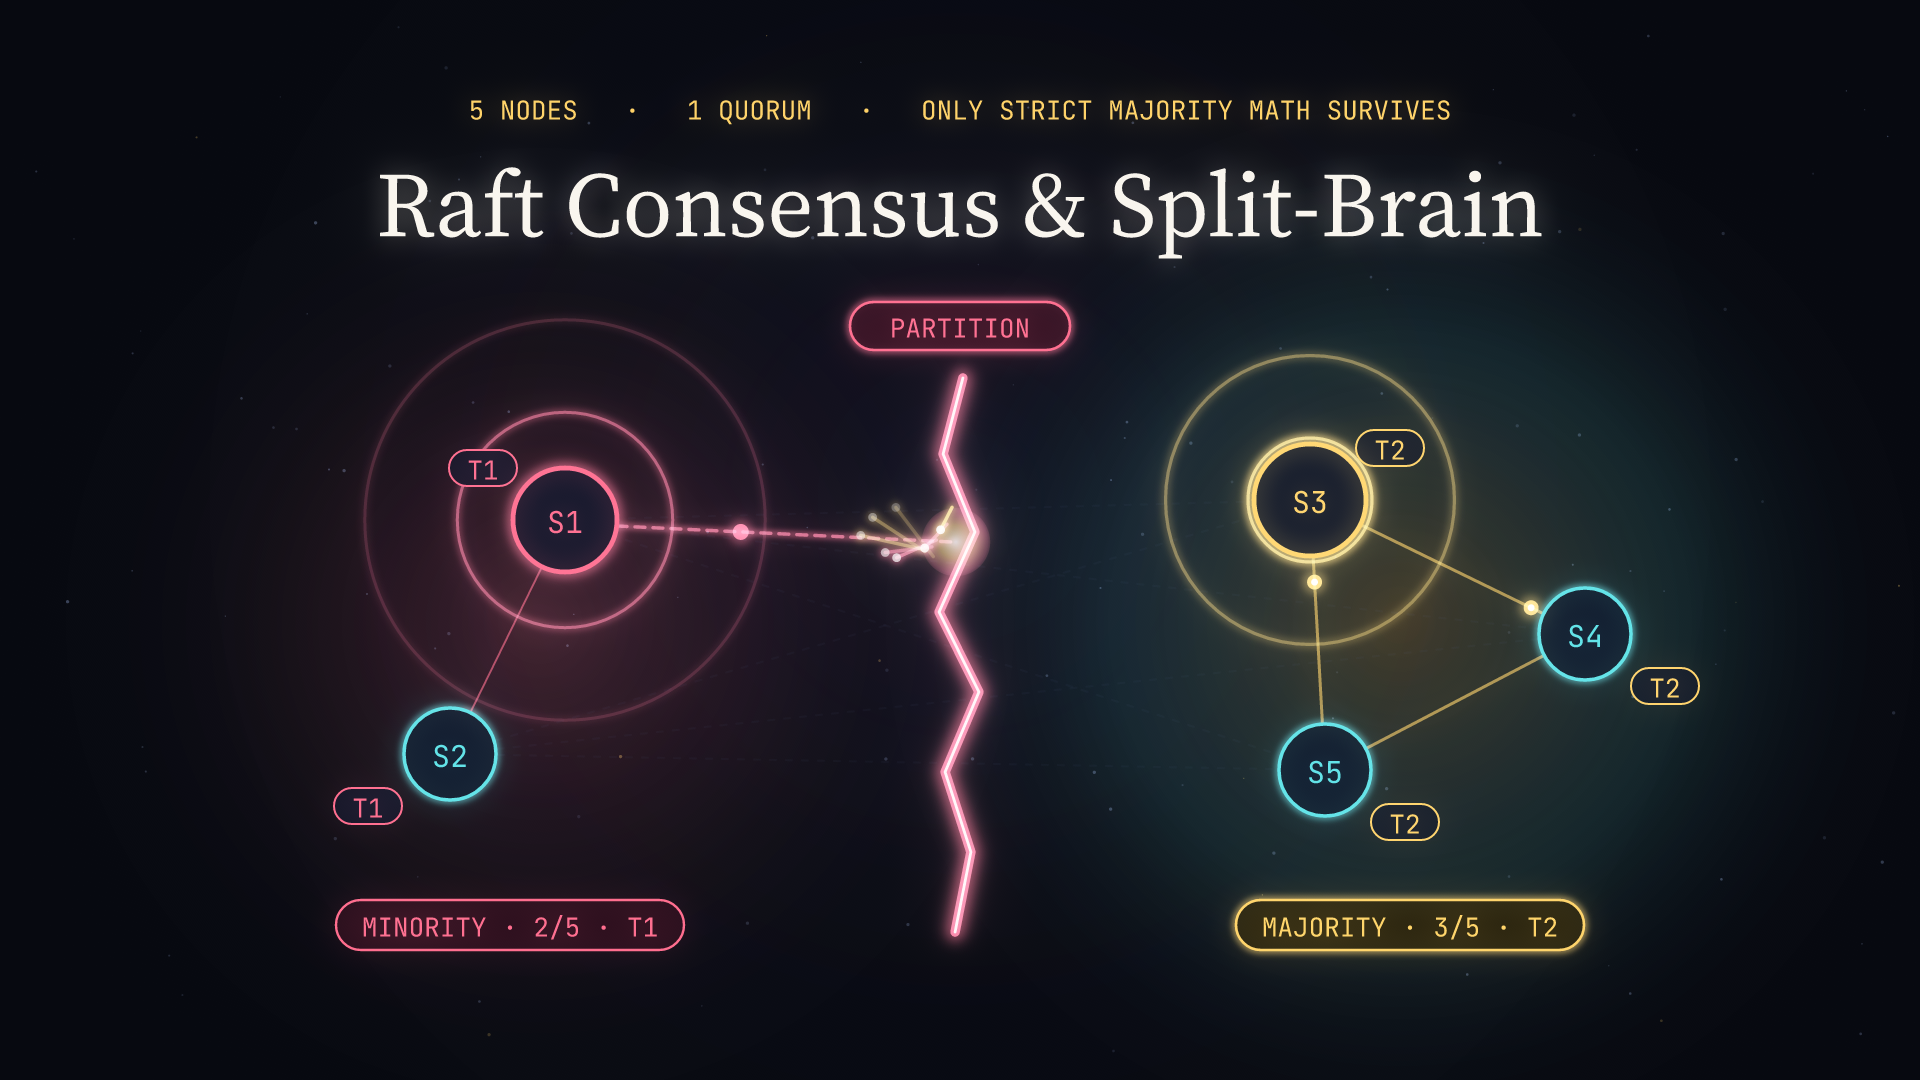 5 NODES · 1 QUORUM · ONLY STRICT MAJORITY MATH SURVIVES
Raft Consensus & Split-Brain
PARTITION
T1
S1
S2
T1
MINORITY · 2/5 · T1
T2
S3
S4
T2
S5
T2
MAJORITY · 3/5 · T2